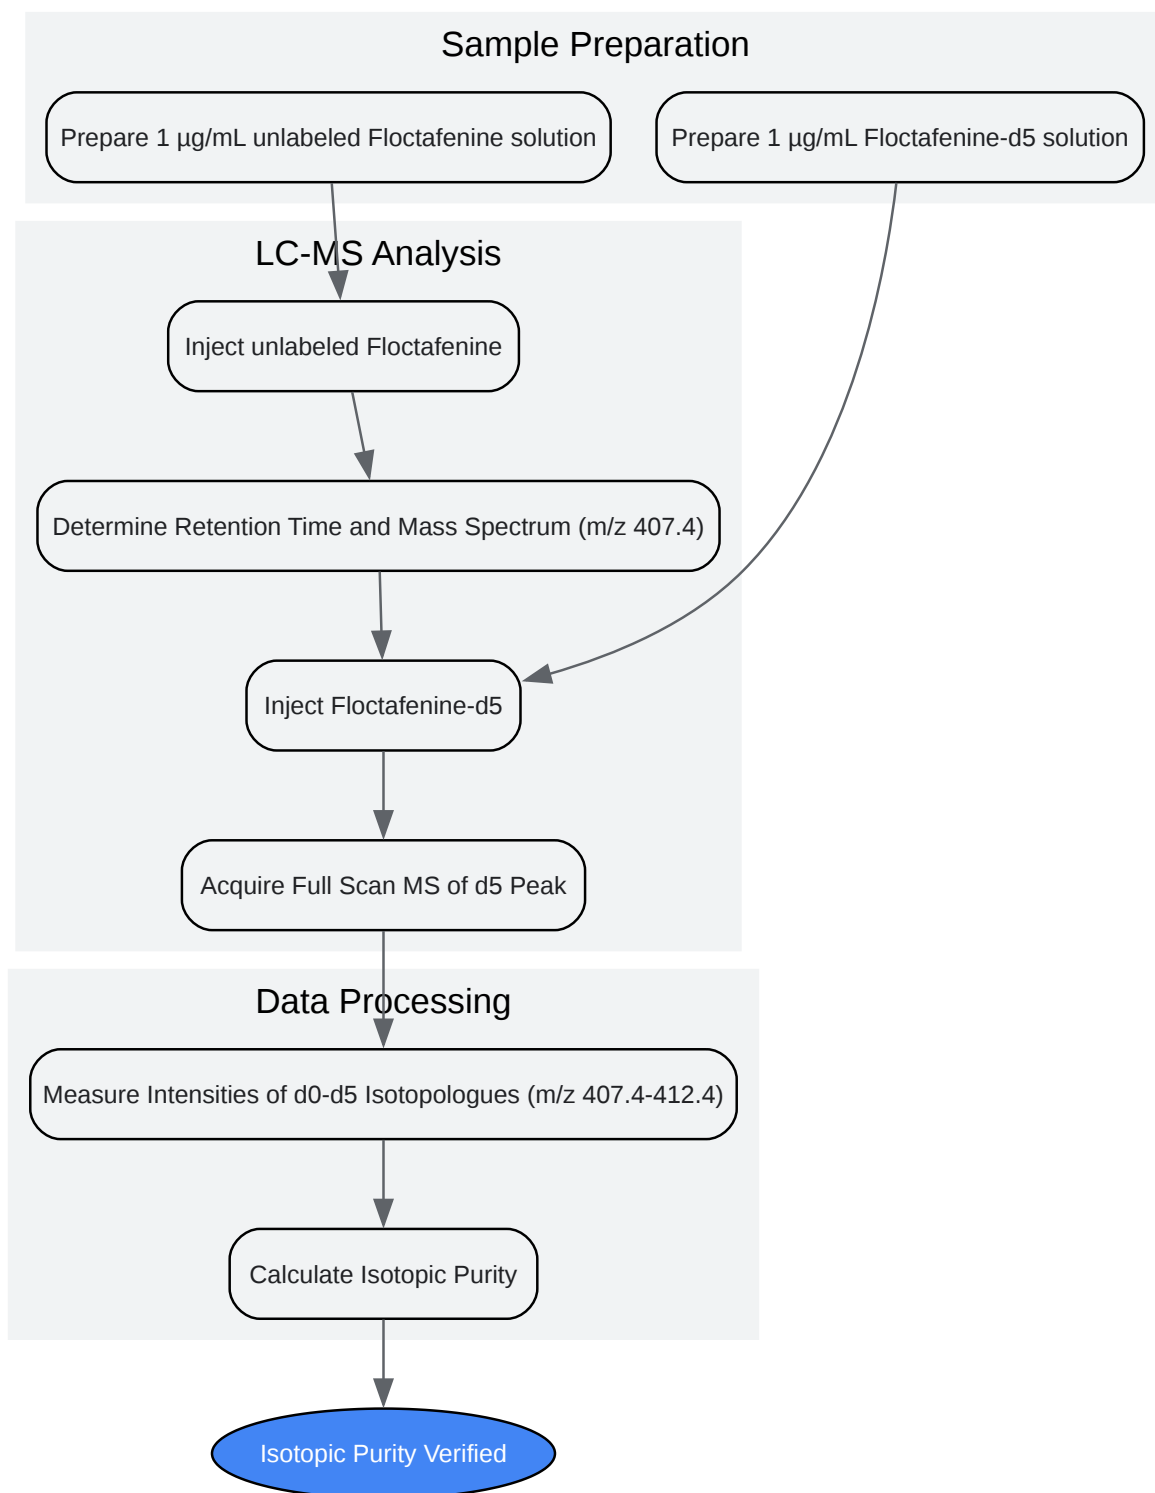 Sample Preparation
Prepare 1 µg/mL unlabeled Floctafenine solution
Prepare 1 µg/mL Floctafenine-d5 solution
LC-MS Analysis
Inject unlabeled Floctafenine
Determine Retention Time and Mass Spectrum (m/z 407.4)
Inject Floctafenine-d5
Acquire Full Scan MS of d5 Peak
Data Processing
Measure Intensities of d0-d5 Isotopologues (m/z 407.4-412.4)
Calculate Isotopic Purity
Isotopic Purity Verified